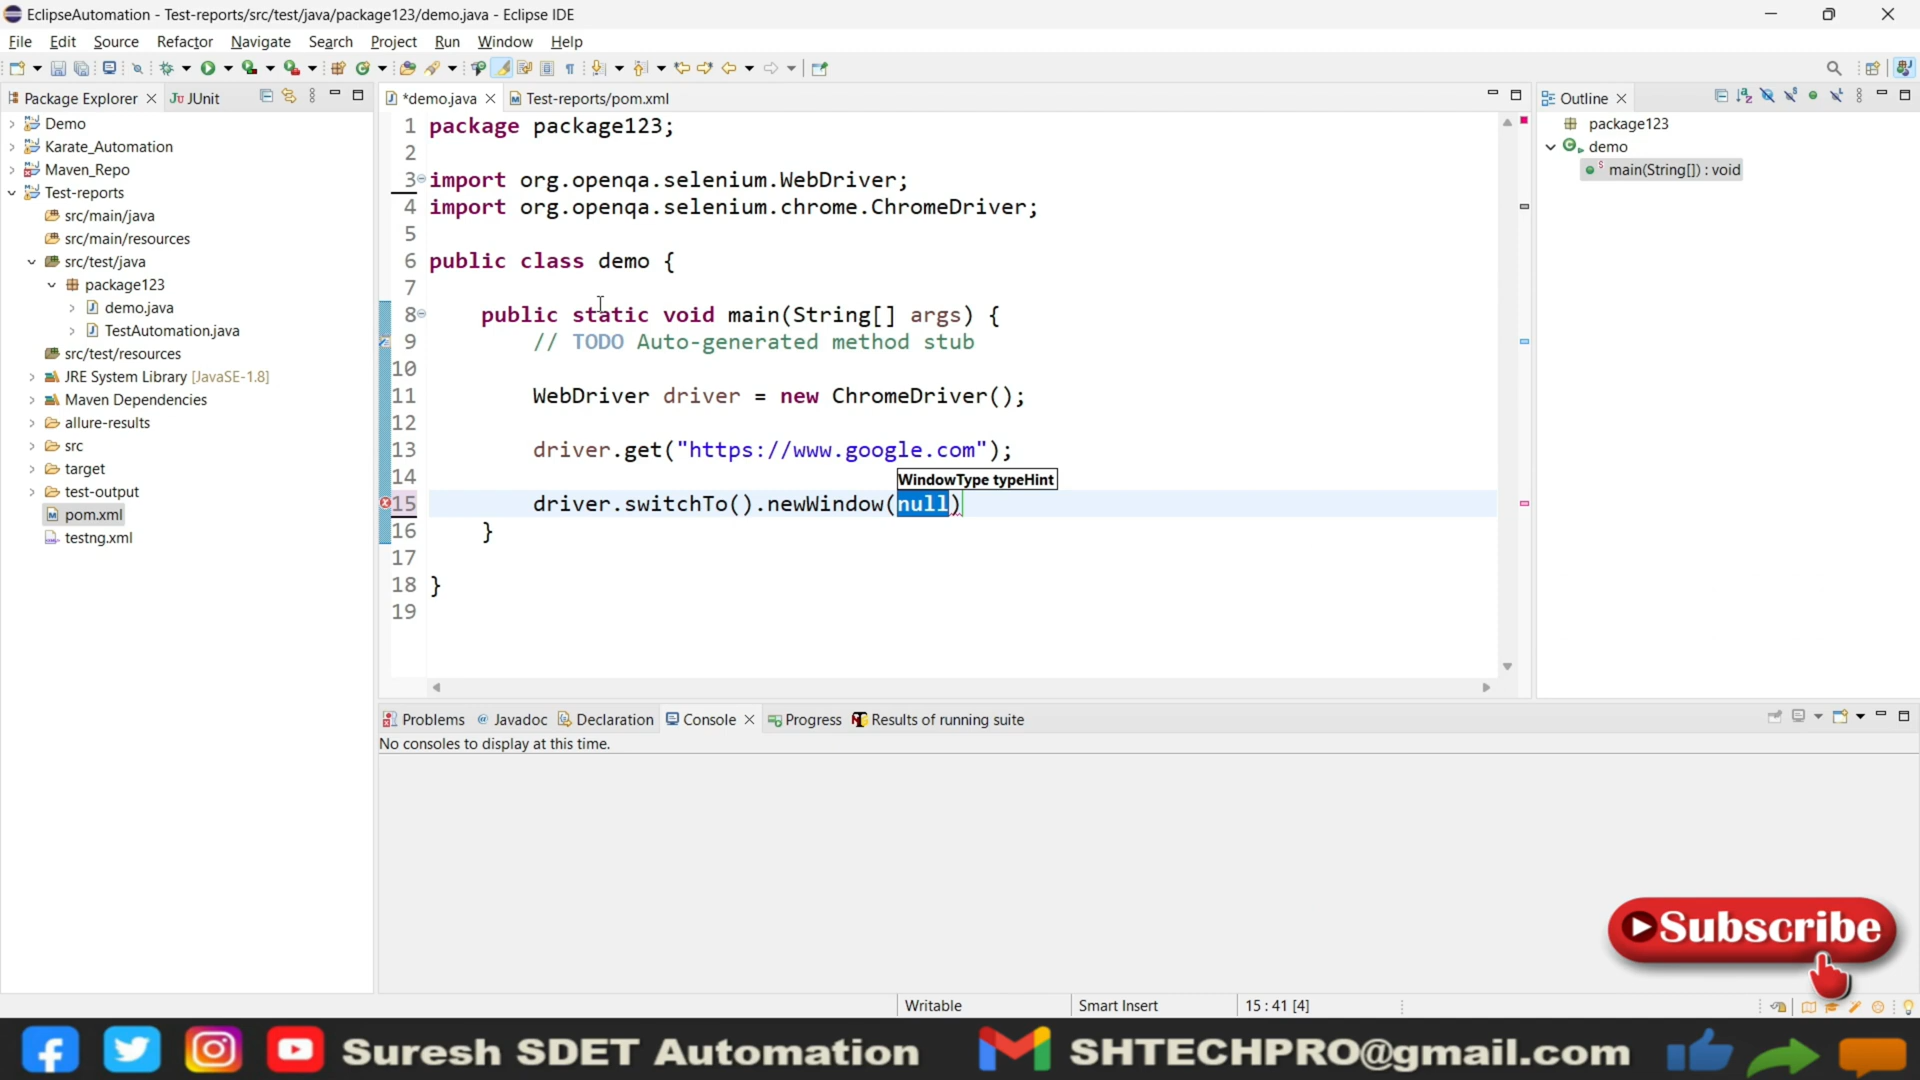 EclipseAutomation - Test-reports/src/test/java/package123/demo.java - Eclipse IDE
File Edit Source Refactor Navigate Search Project Run Window Help
Package Explorer JUnit
Demo
Karate_Automation
Maven_Repo
Test-reports
src/main/java
src/main/resources
src/test/java
package123
demo.java
TestAutomation.java
src/test/resources
JRE System Library [JavaSE-1.8]
Maven Dependencies
allure-results
src
target
test-output
pom.xml
testng.xml
*demo.java Test-reports/pom.xml
1 package package123;
2
3 import org.openqa.selenium.WebDriver;
4 import org.openqa.selenium.chrome.ChromeDriver;
5
6 public class demo {
7
8 public static void main(String[] args) {
9 // TODO Auto-generated method stub
10
11 WebDriver driver = new ChromeDriver();
12
13 driver.get("https://www.google.com");
14
WindowType typeHint
15 driver.switchTo().newWindow(null)
16 }
17
18 }
19
Outline
package123
demo
main(String[]) : void
Problems @ Javadoc Declaration Console Progress Results of running suite
No consoles to display at this time.
Subscribe
Writable Smart Insert 15 : 41 [4]
Suresh SDET Automation SHTECHPRO@gmail.com